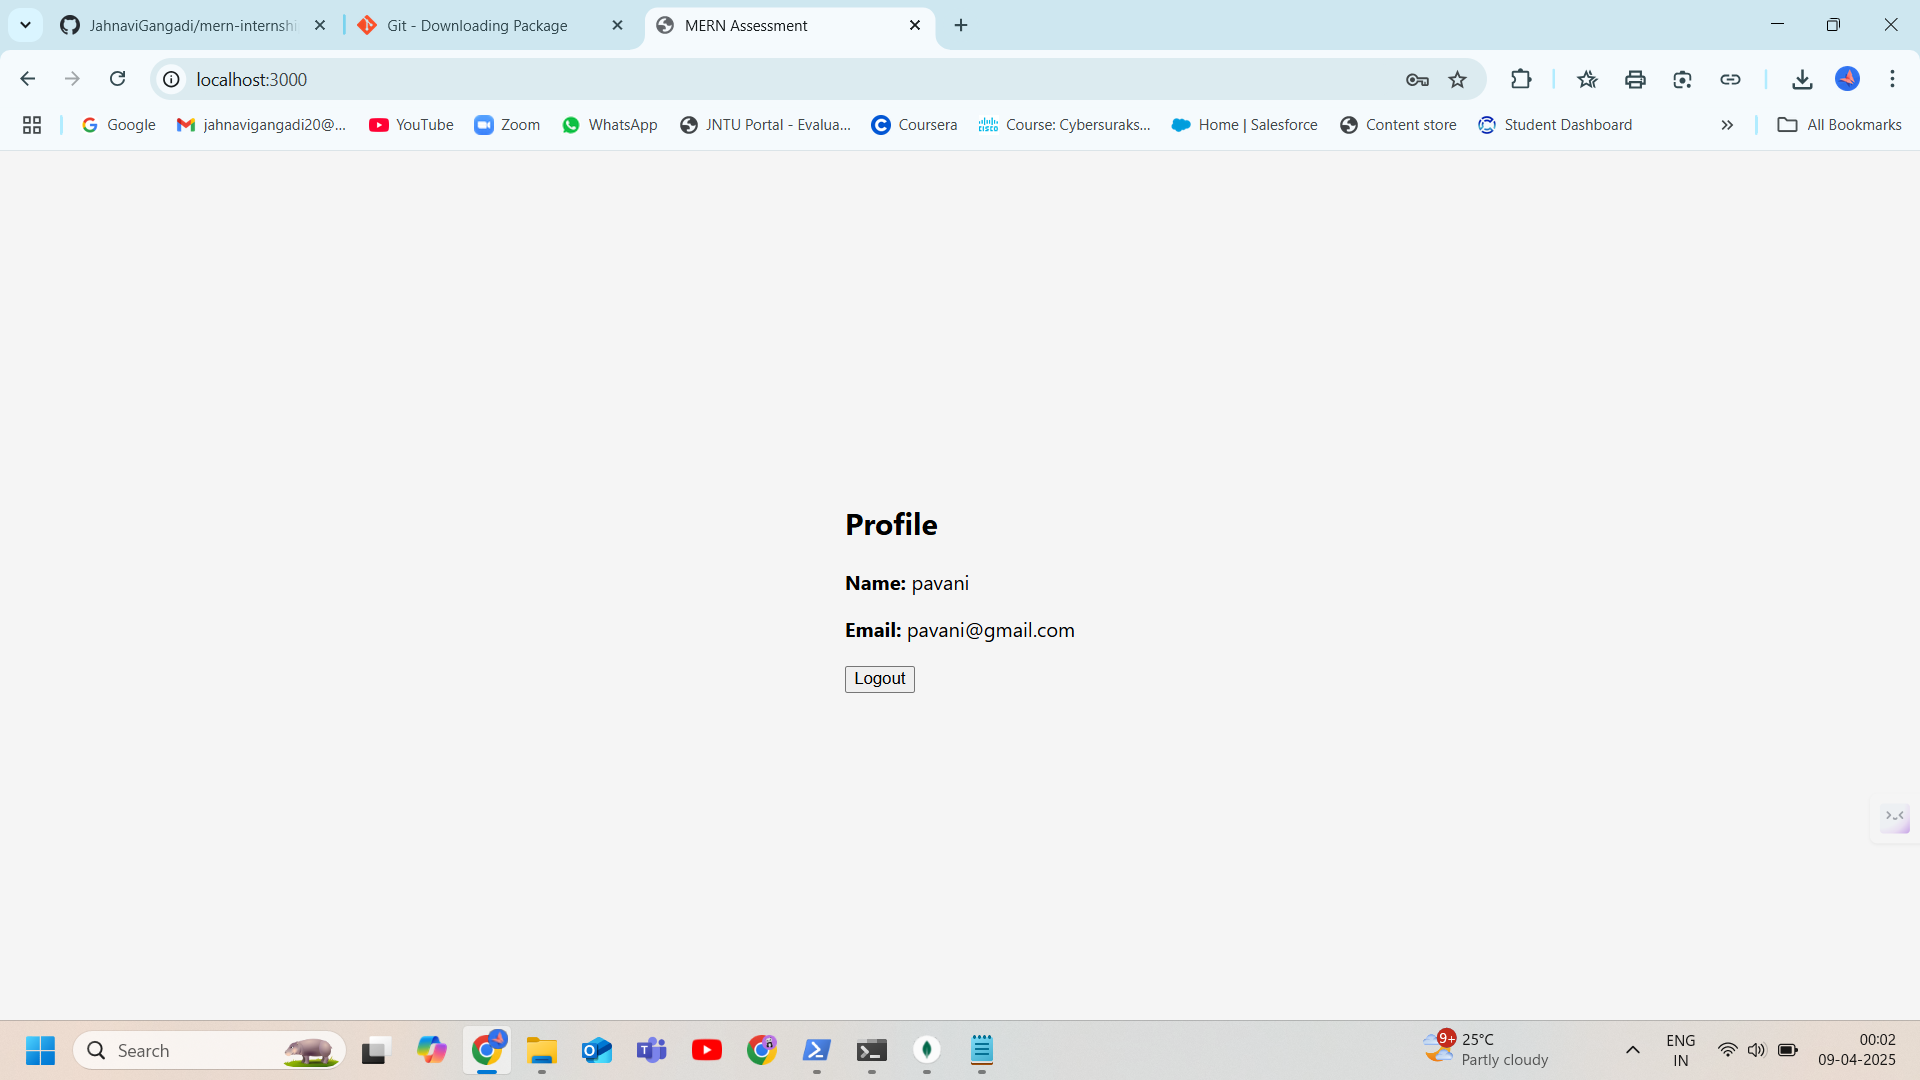 JahnaviGangadi/mern-internshi
Git - Downloading Package
MERN Assessment
localhost:3000
Google
jahnavigangadi20@...
YouTube
Zoom
WhatsApp
JNTU Portal - Evalua...
Coursera
Course: Cybersuraks...
Home | Salesforce
Content store
Student Dashboard
All Bookmarks
Profile
Name: pavani
Email: pavani@gmail.com
Logout
Search
9+
25°C
Partly cloudy
ENG
IN
00:02
09-04-2025